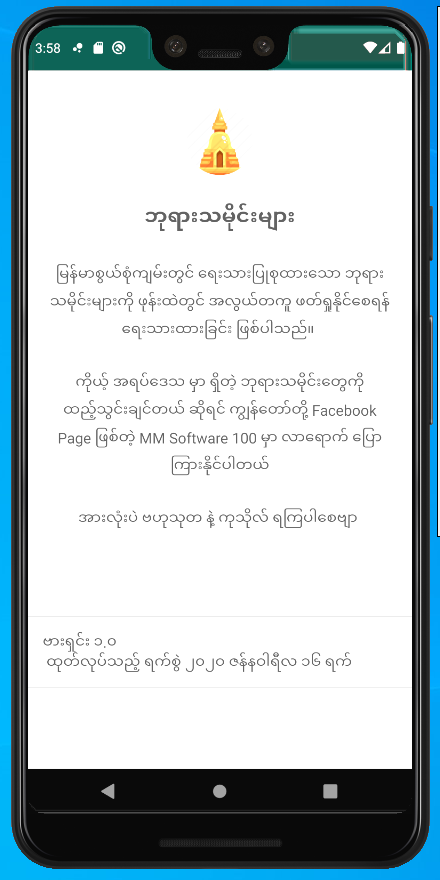 3:58
ဘုရားသမိုင်းများ
မြန်မာစွယ်စုံကျမ်းတွင် ရေးသားပြုစုထားသော ဘုရား
သမိုင်းများကို ဖုန်းထဲတွင် အလွယ်တကူ ဖတ်ရှုနိုင်စေရန်
ရေးသားထားခြင်း ဖြစ်ပါသည်။
ကိုယ့် အရပ်ဒေသ မှာ ရှိတဲ့ ဘုရားသမိုင်းတွေကို
ထည့်သွင်းချင်တယ် ဆိုရင် ကျွန်တော်တို့ Facebook
Page ဖြစ်တဲ့ MM Software 100 မှာ လာရောက် ပြော
ကြားနိုင်ပါတယ်
အားလုံးပဲ ဗဟုသုတ နဲ့ ကုသိုလ် ရကြပါစေဗျာ
ဗားရှင်း ၁.၀
ထုတ်လုပ်သည့် ရက်စွဲ ၂၀၂၀ ဇန်နဝါရီလ ၁၆ ရက်